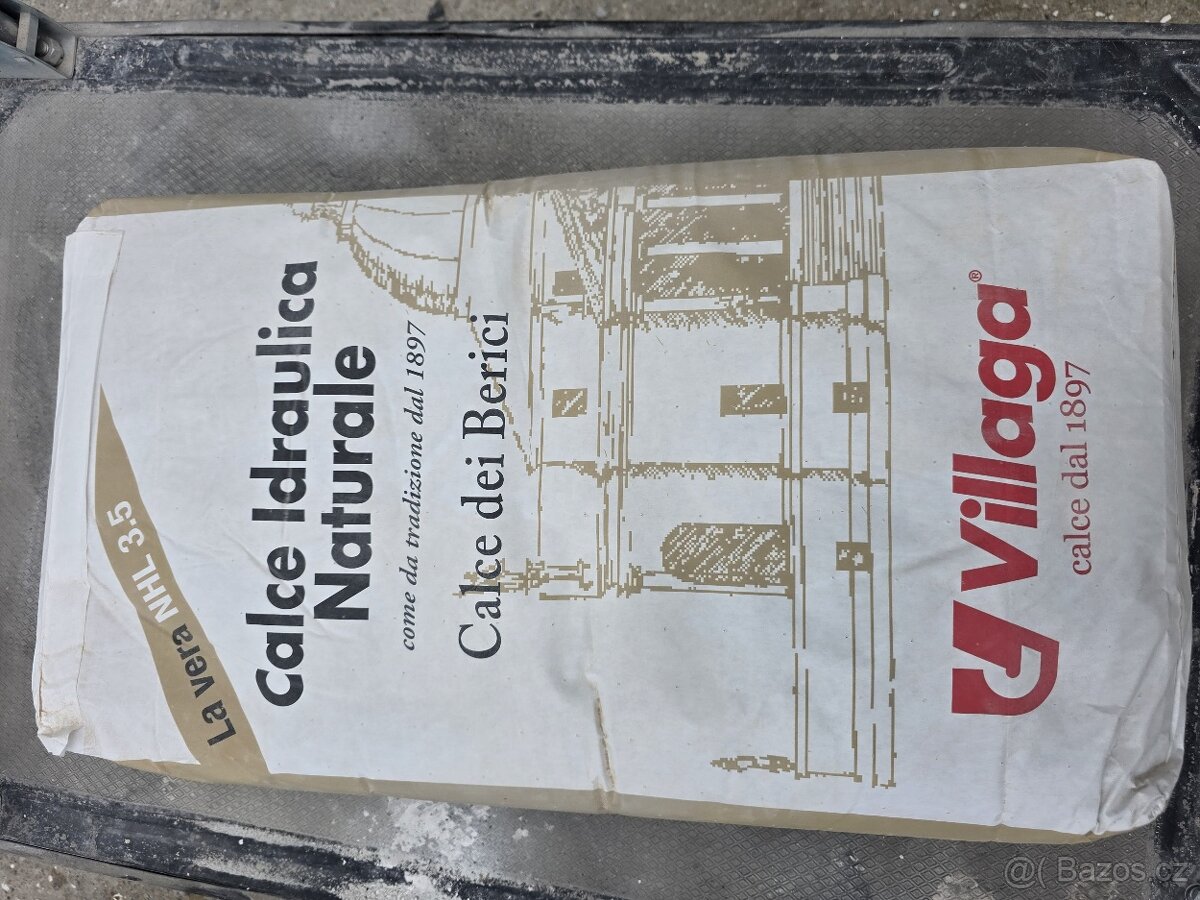 La vera NHL 3.5
Calce Idraulica
Naturale
come da tradizione dal 1897
Calce dei Berici
Villaga®
calce dal 1897
@( Bazos.cz